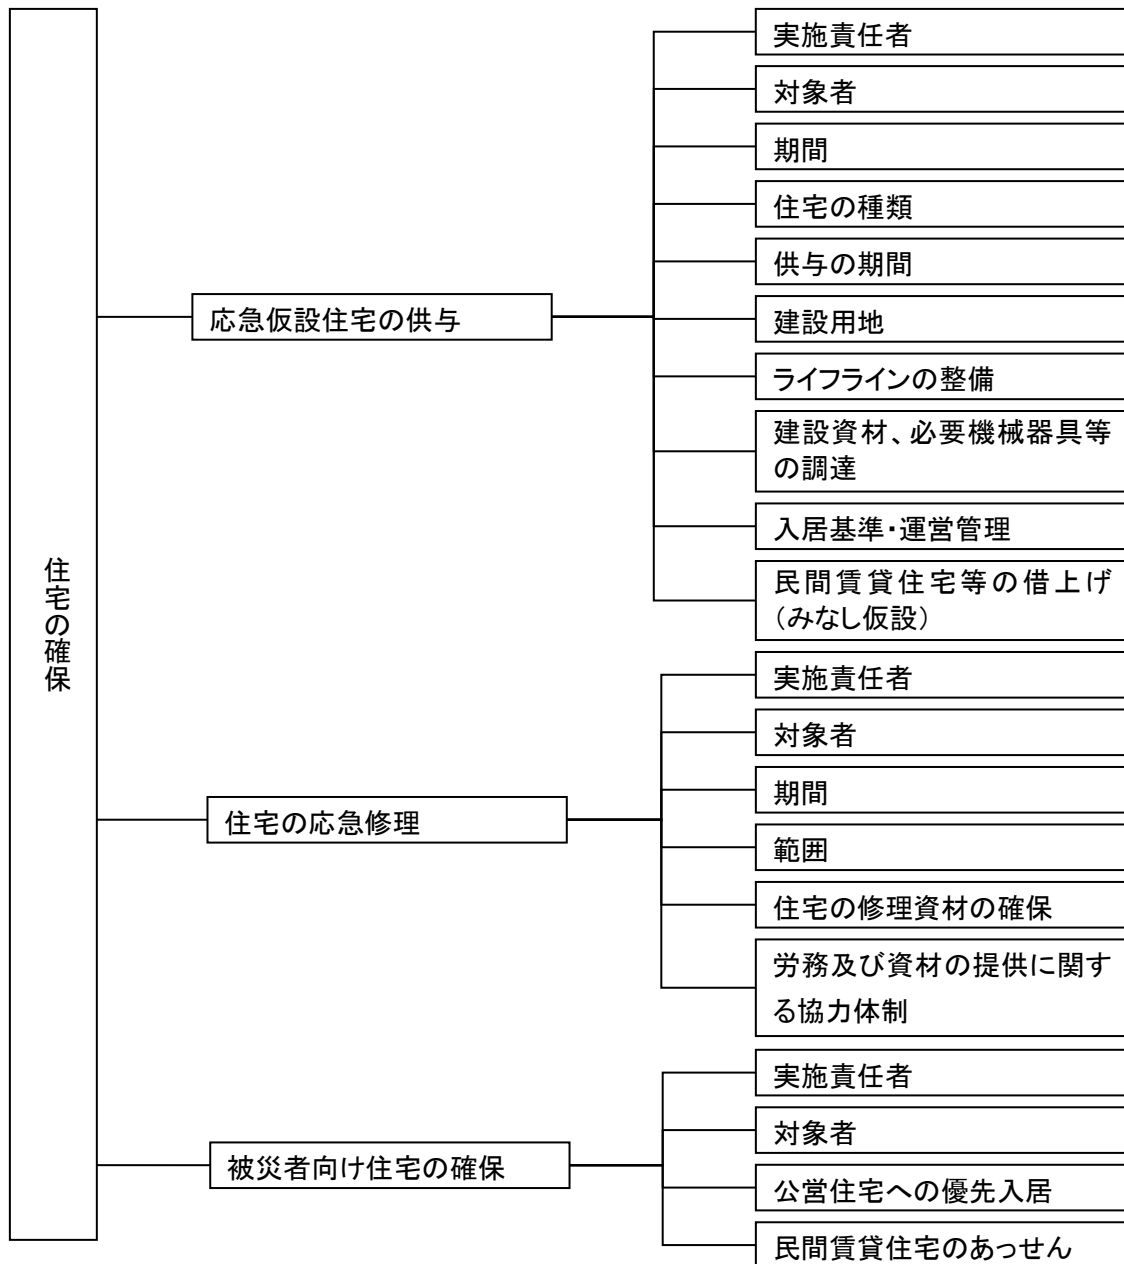 住宅の確保
応急仮設住宅の供与
実施責任者
対象者
期間
住宅の種類
供与の期間
建設用地
ライフラインの整備
建設資材、必要機械器具等
の調達
入居基準・運営管理
民間賃貸住宅等の借上げ
（みなし仮設）
住宅の応急修理
実施責任者
対象者
期間
範囲
住宅の修理資材の確保
労務及び資材の提供に関す
る協力体制
被災者向け住宅の確保
実施責任者
対象者
公営住宅への優先入居
民間賃貸住宅のあっせん